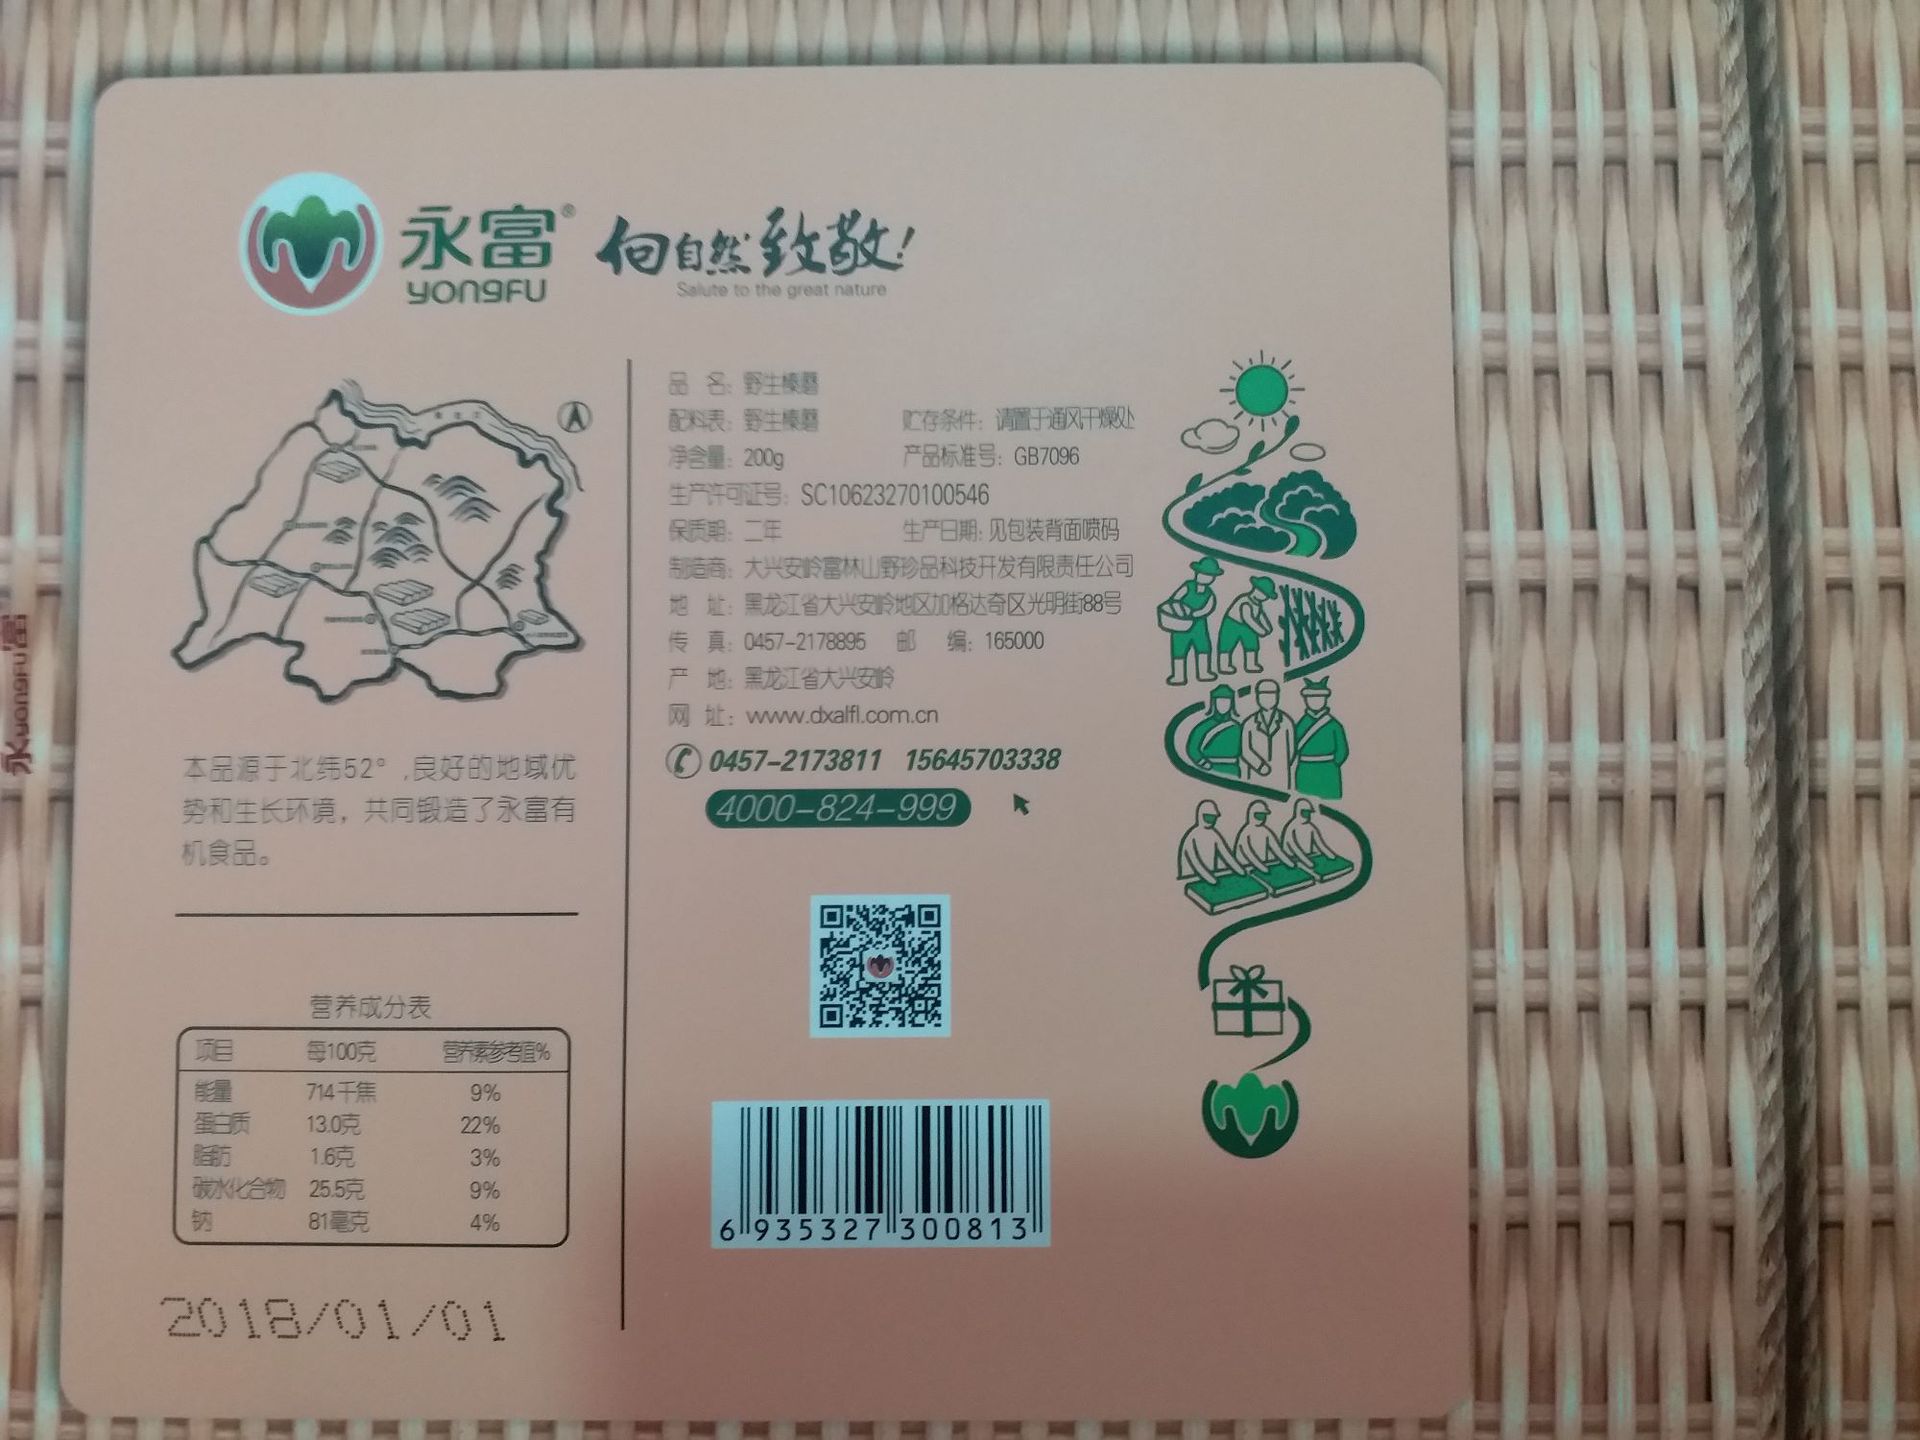 永富®
YONGFU
向自然致敬!
Salute to the great nature
本品源于北纬52°,良好的地域优
势和生长环境，共同锻造了永富有
机食品。
营养成分表
项目 每100克 营养素参考值%
能量 714千焦 9%
蛋白质 13.0克 22%
脂肪 1.6克 3%
碳水化合物 25.5克 9%
钠 81毫克 4%
2018/01/01
品 名：野生榛蘑
配料表：野生榛蘑 贮存条件：请置于通风干燥处
净含量：200g 产品标准号：GB7096
生产许可证号：SC10623270100546
保质期：二年 生产日期：见包装背面喷码
制造商：大兴安岭富林山野珍品科技开发有限责任公司
地 址：黑龙江省大兴安岭地区加格达奇区光明街88号
传 真：0457-2178895 邮 编：165000
产 地：黑龙江省大兴安岭
网 址：www.dxalfl.com.cn
0457-2173811 15645703338
4000-824-999
6 935327 300813
永富YONGFU